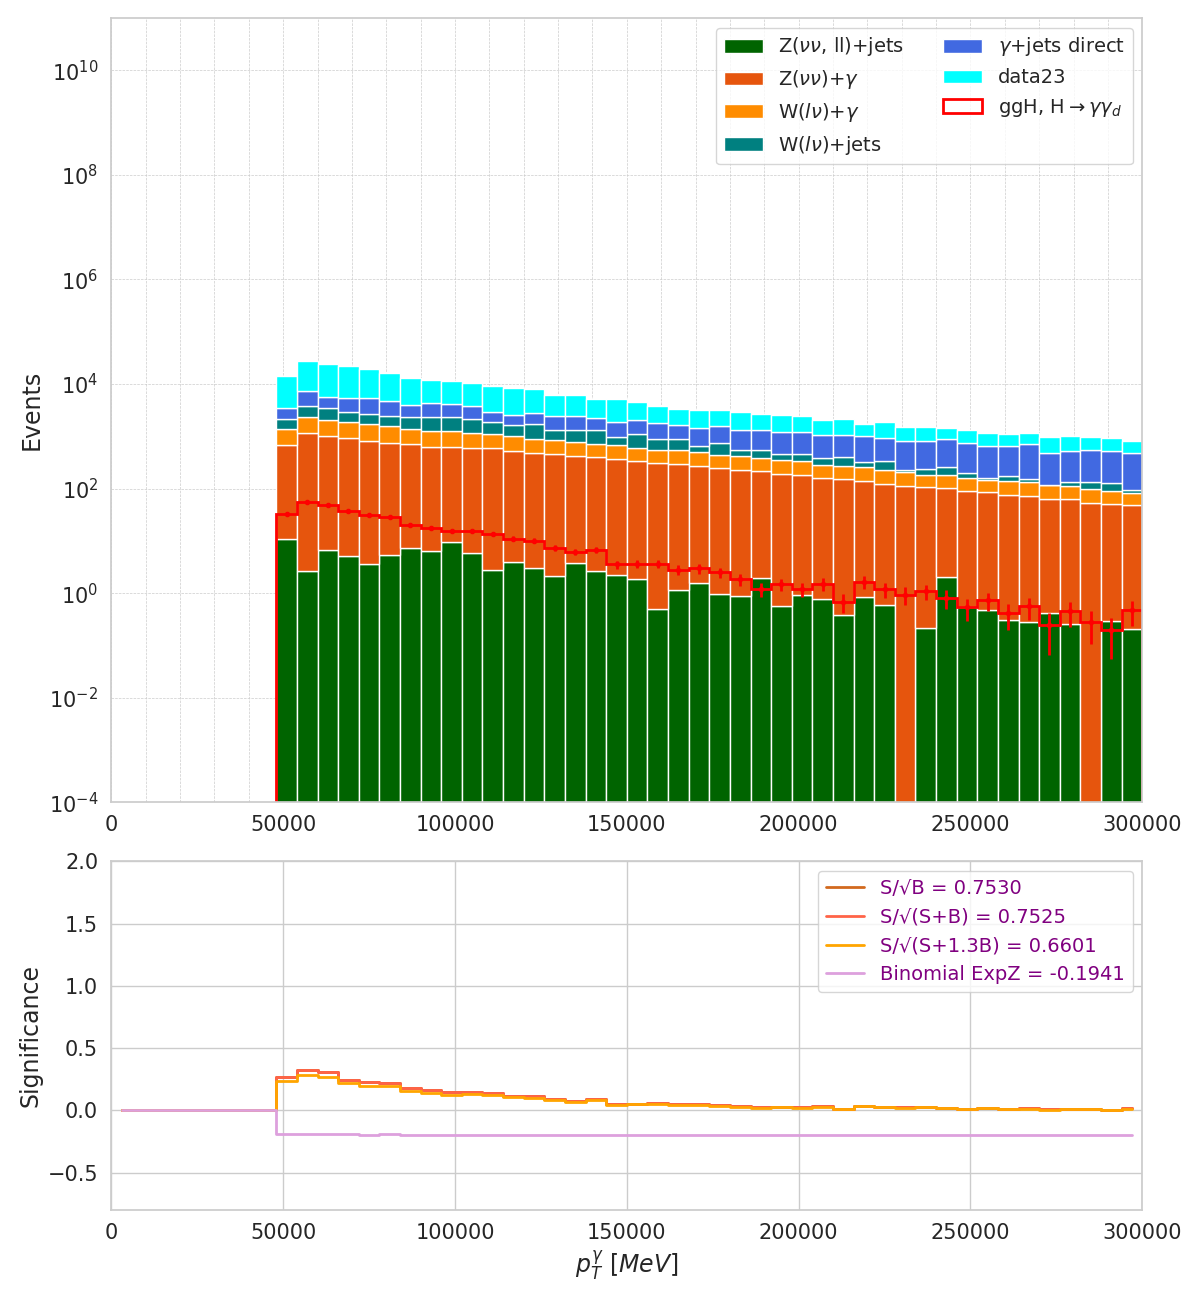 Z(νν, ll)+jets
Z(νν)+γ
W(lν)+γ
W(lν)+jets
γ+jets direct
data23
ggH, H→γγ_d
Events
10^10
10^8
10^6
10^4
10^2
10^0
10^−2
10^−4
0 50000 100000 150000 200000 250000 300000
S/√B = 0.7530
S/√(S+B) = 0.7525
S/√(S+1.3B) = 0.6601
Binomial ExpZ = -0.1941
Significance
2.0
1.5
1.0
0.5
0.0
−0.5
0 50000 100000 150000 200000 250000 300000
p_T^γ [MeV]